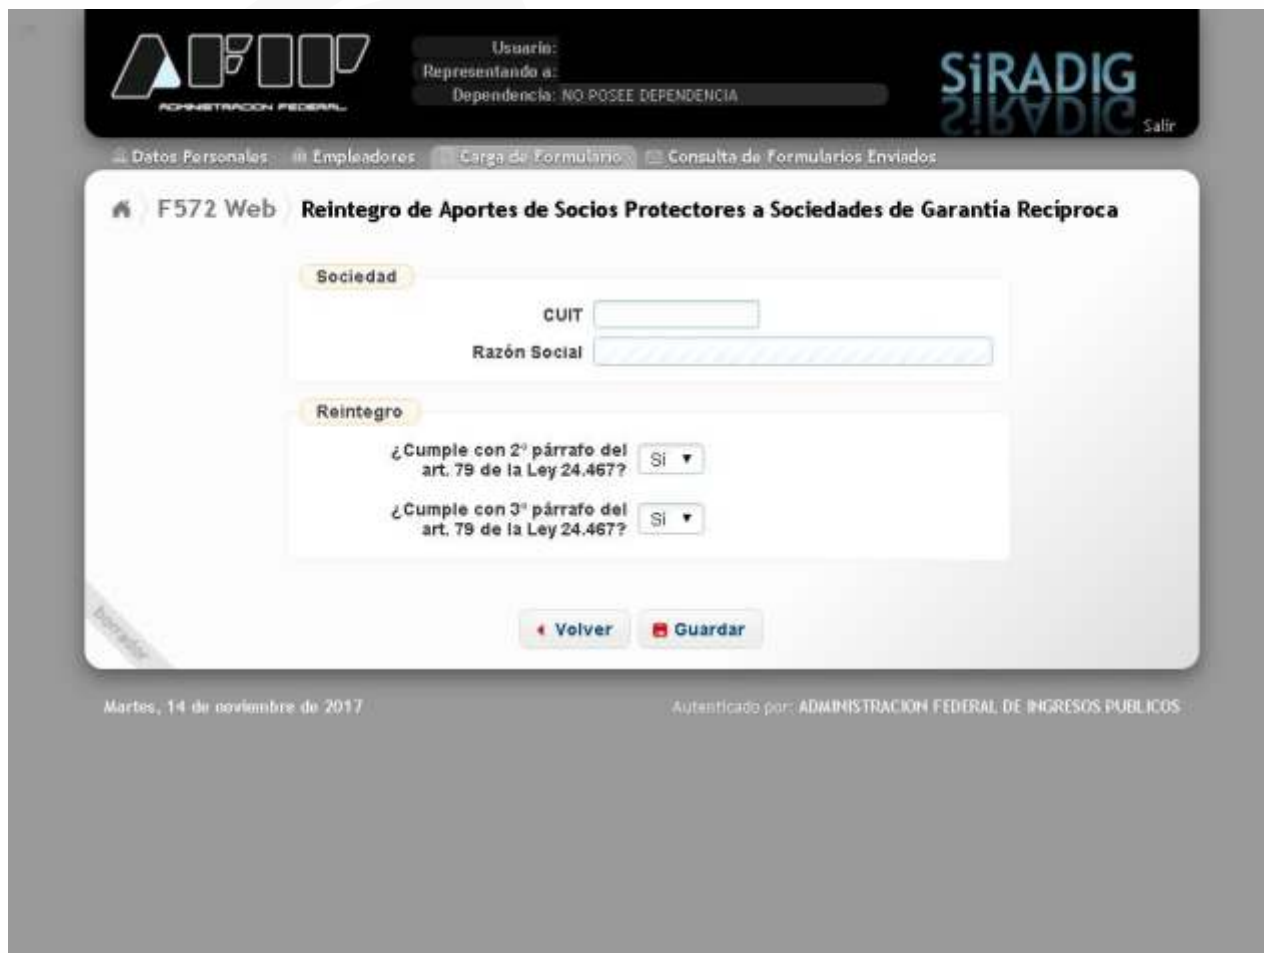 AFIP
ADMINISTRACION FEDERAL
Usuario:
Representando a:
Dependencia: NO POSEE DEPENDENCIA
SiRADIG
Salir
Datos Personales
Empleadores
Carga de Formulario
Consulta de Formularios Enviados
F572 Web
Reintegro de Aportes de Socios Protectores a Sociedades de Garantía Recíproca
Sociedad
CUIT
Razón Social
Reintegro
¿Cumple con 2º párrafo del
art. 79 de la Ley 24.467?
Si
¿Cumple con 3º párrafo del
art. 79 de la Ley 24.467?
Si
borrador
Volver
Guardar
Martes, 14 de noviembre de 2017
Autenticado por: ADMINISTRACION FEDERAL DE INGRESOS PUBLICOS